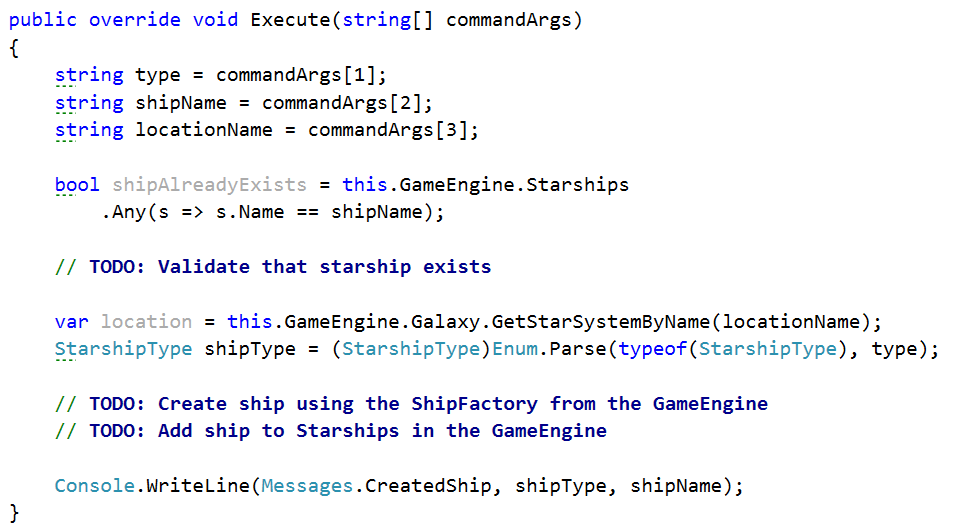 public override void Execute(string[] commandArgs)
{
    string type = commandArgs[1];
    string shipName = commandArgs[2];
    string locationName = commandArgs[3];

    bool shipAlreadyExists = this.GameEngine.Starships
        .Any(s => s.Name == shipName);

    // TODO: Validate that starship exists

    var location = this.GameEngine.Galaxy.GetStarSystemByName(locationName);
    StarshipType shipType = (StarshipType)Enum.Parse(typeof(StarshipType), type);

    // TODO: Create ship using the ShipFactory from the GameEngine
    // TODO: Add ship to Starships in the GameEngine

    Console.WriteLine(Messages.CreatedShip, shipType, shipName);
}